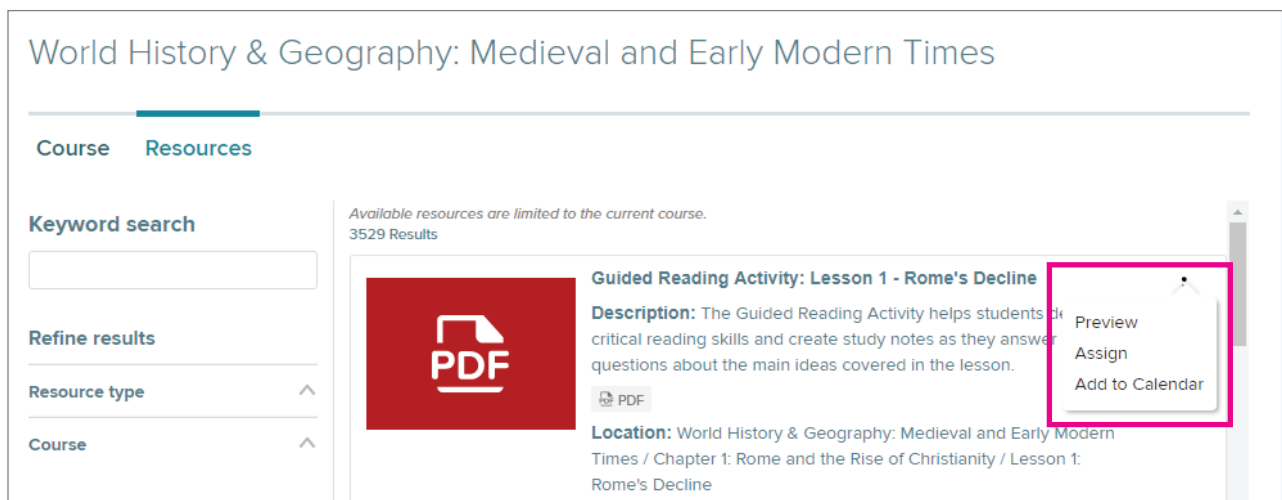 World History & Geography: Medieval and Early Modern Times
Course Resources
Keyword search
Refine results
Resource type
Course
Available resources are limited to the current course.
3529 Results
PDF
Guided Reading Activity: Lesson 1 - Rome's Decline
Description: The Guided Reading Activity helps students
critical reading skills and create study notes as they answer
questions about the main ideas covered in the lesson.
PDF
Location: World History & Geography: Medieval and Early Modern
Times / Chapter 1: Rome and the Rise of Christianity / Lesson 1:
Rome's Decline
Preview
Assign
Add to Calendar